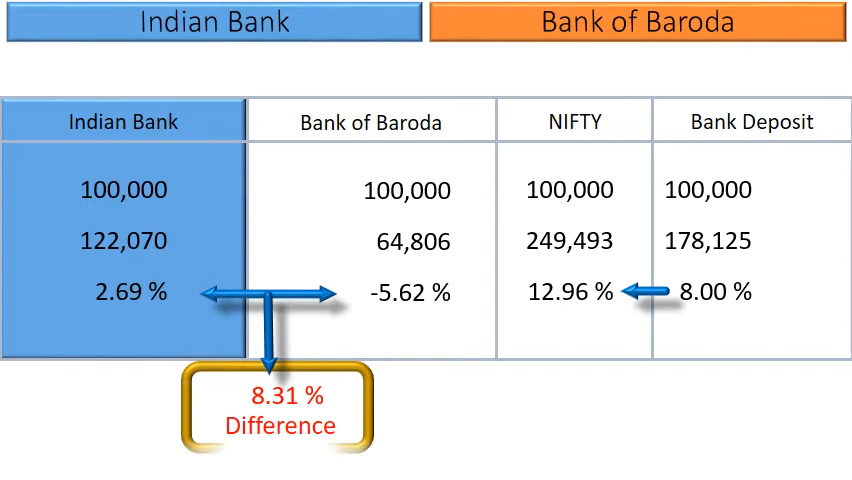 Indian Bank
Bank of Baroda
Indian Bank Bank of Baroda NIFTY Bank Deposit
100,000 100,000 100,000 100,000
122,070 64,806 249,493 178,125
2.69 % -5.62 % 12.96 % 8.00 %
8.31 %
Difference